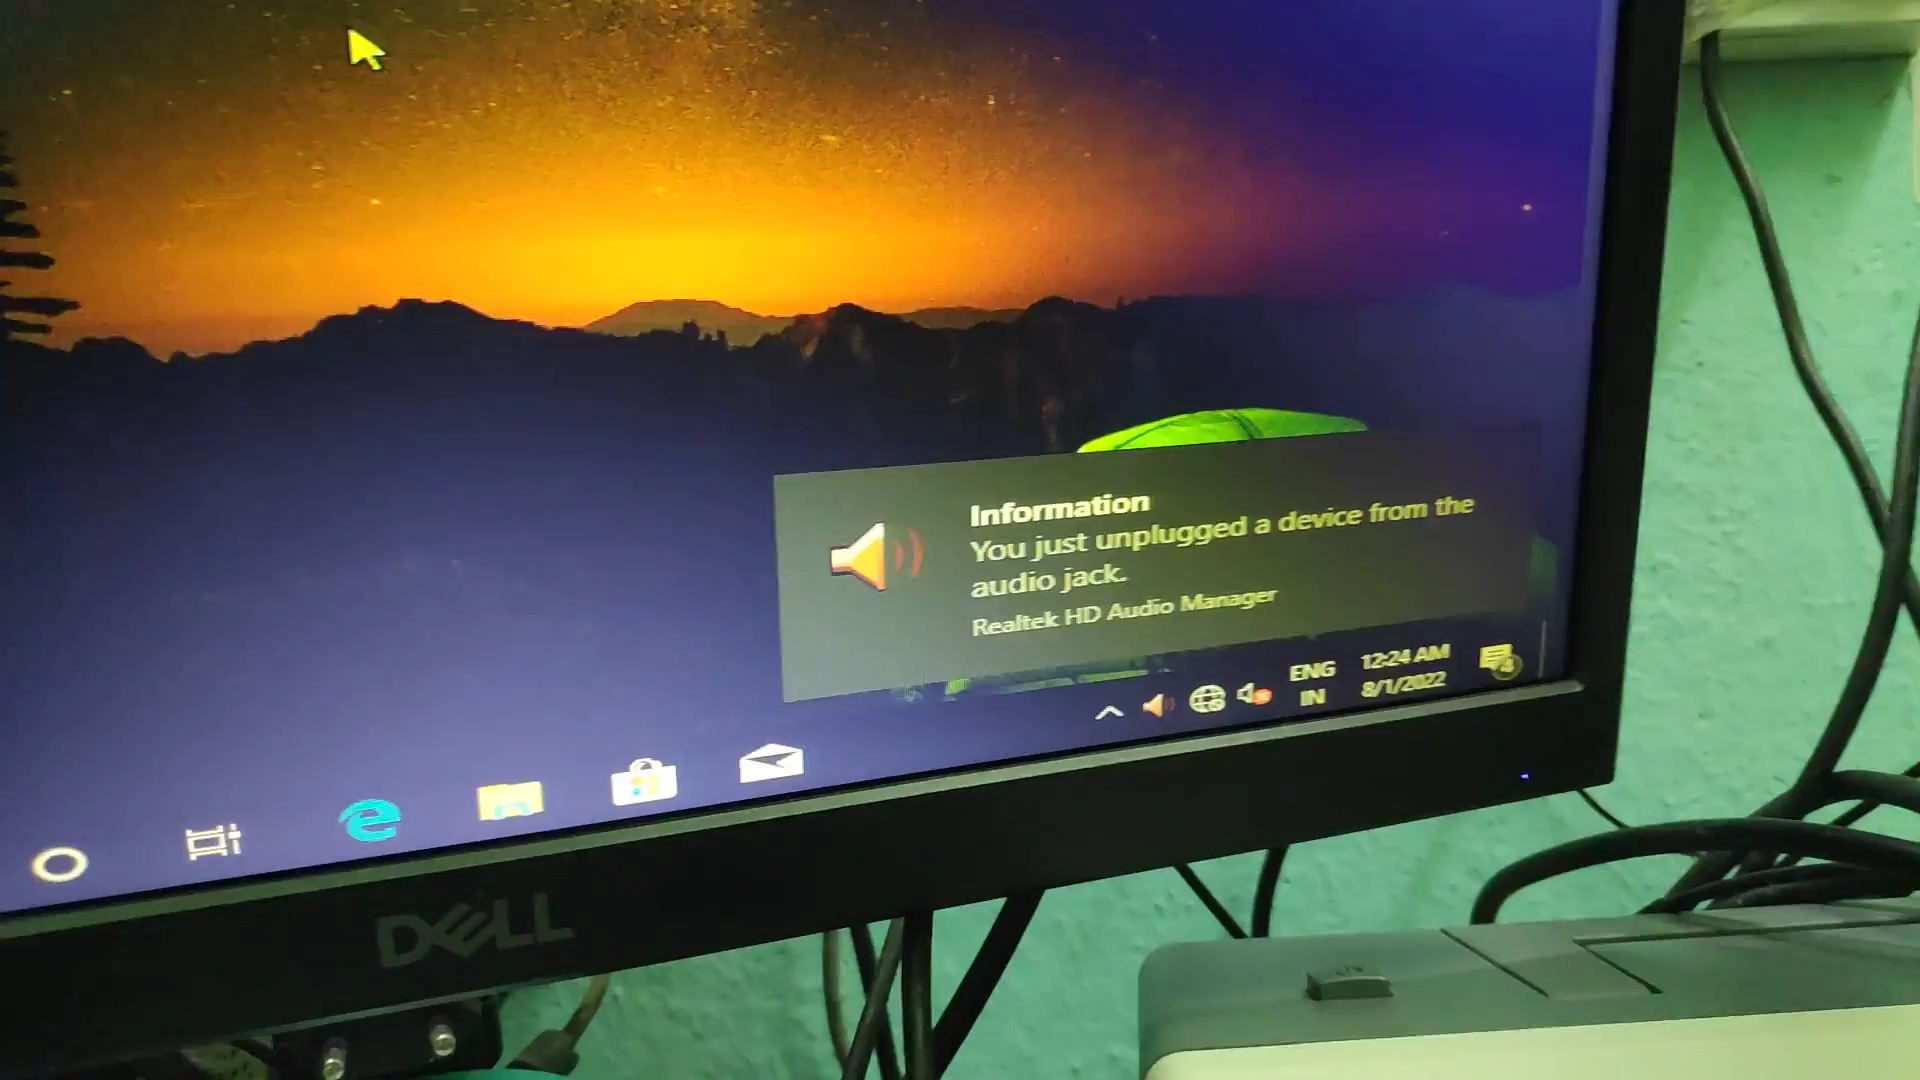 Information
You just unplugged a device from the
audio jack.
Realtek HD Audio Manager
ENG
IN
12:24 AM
8/1/2022
4
DELL